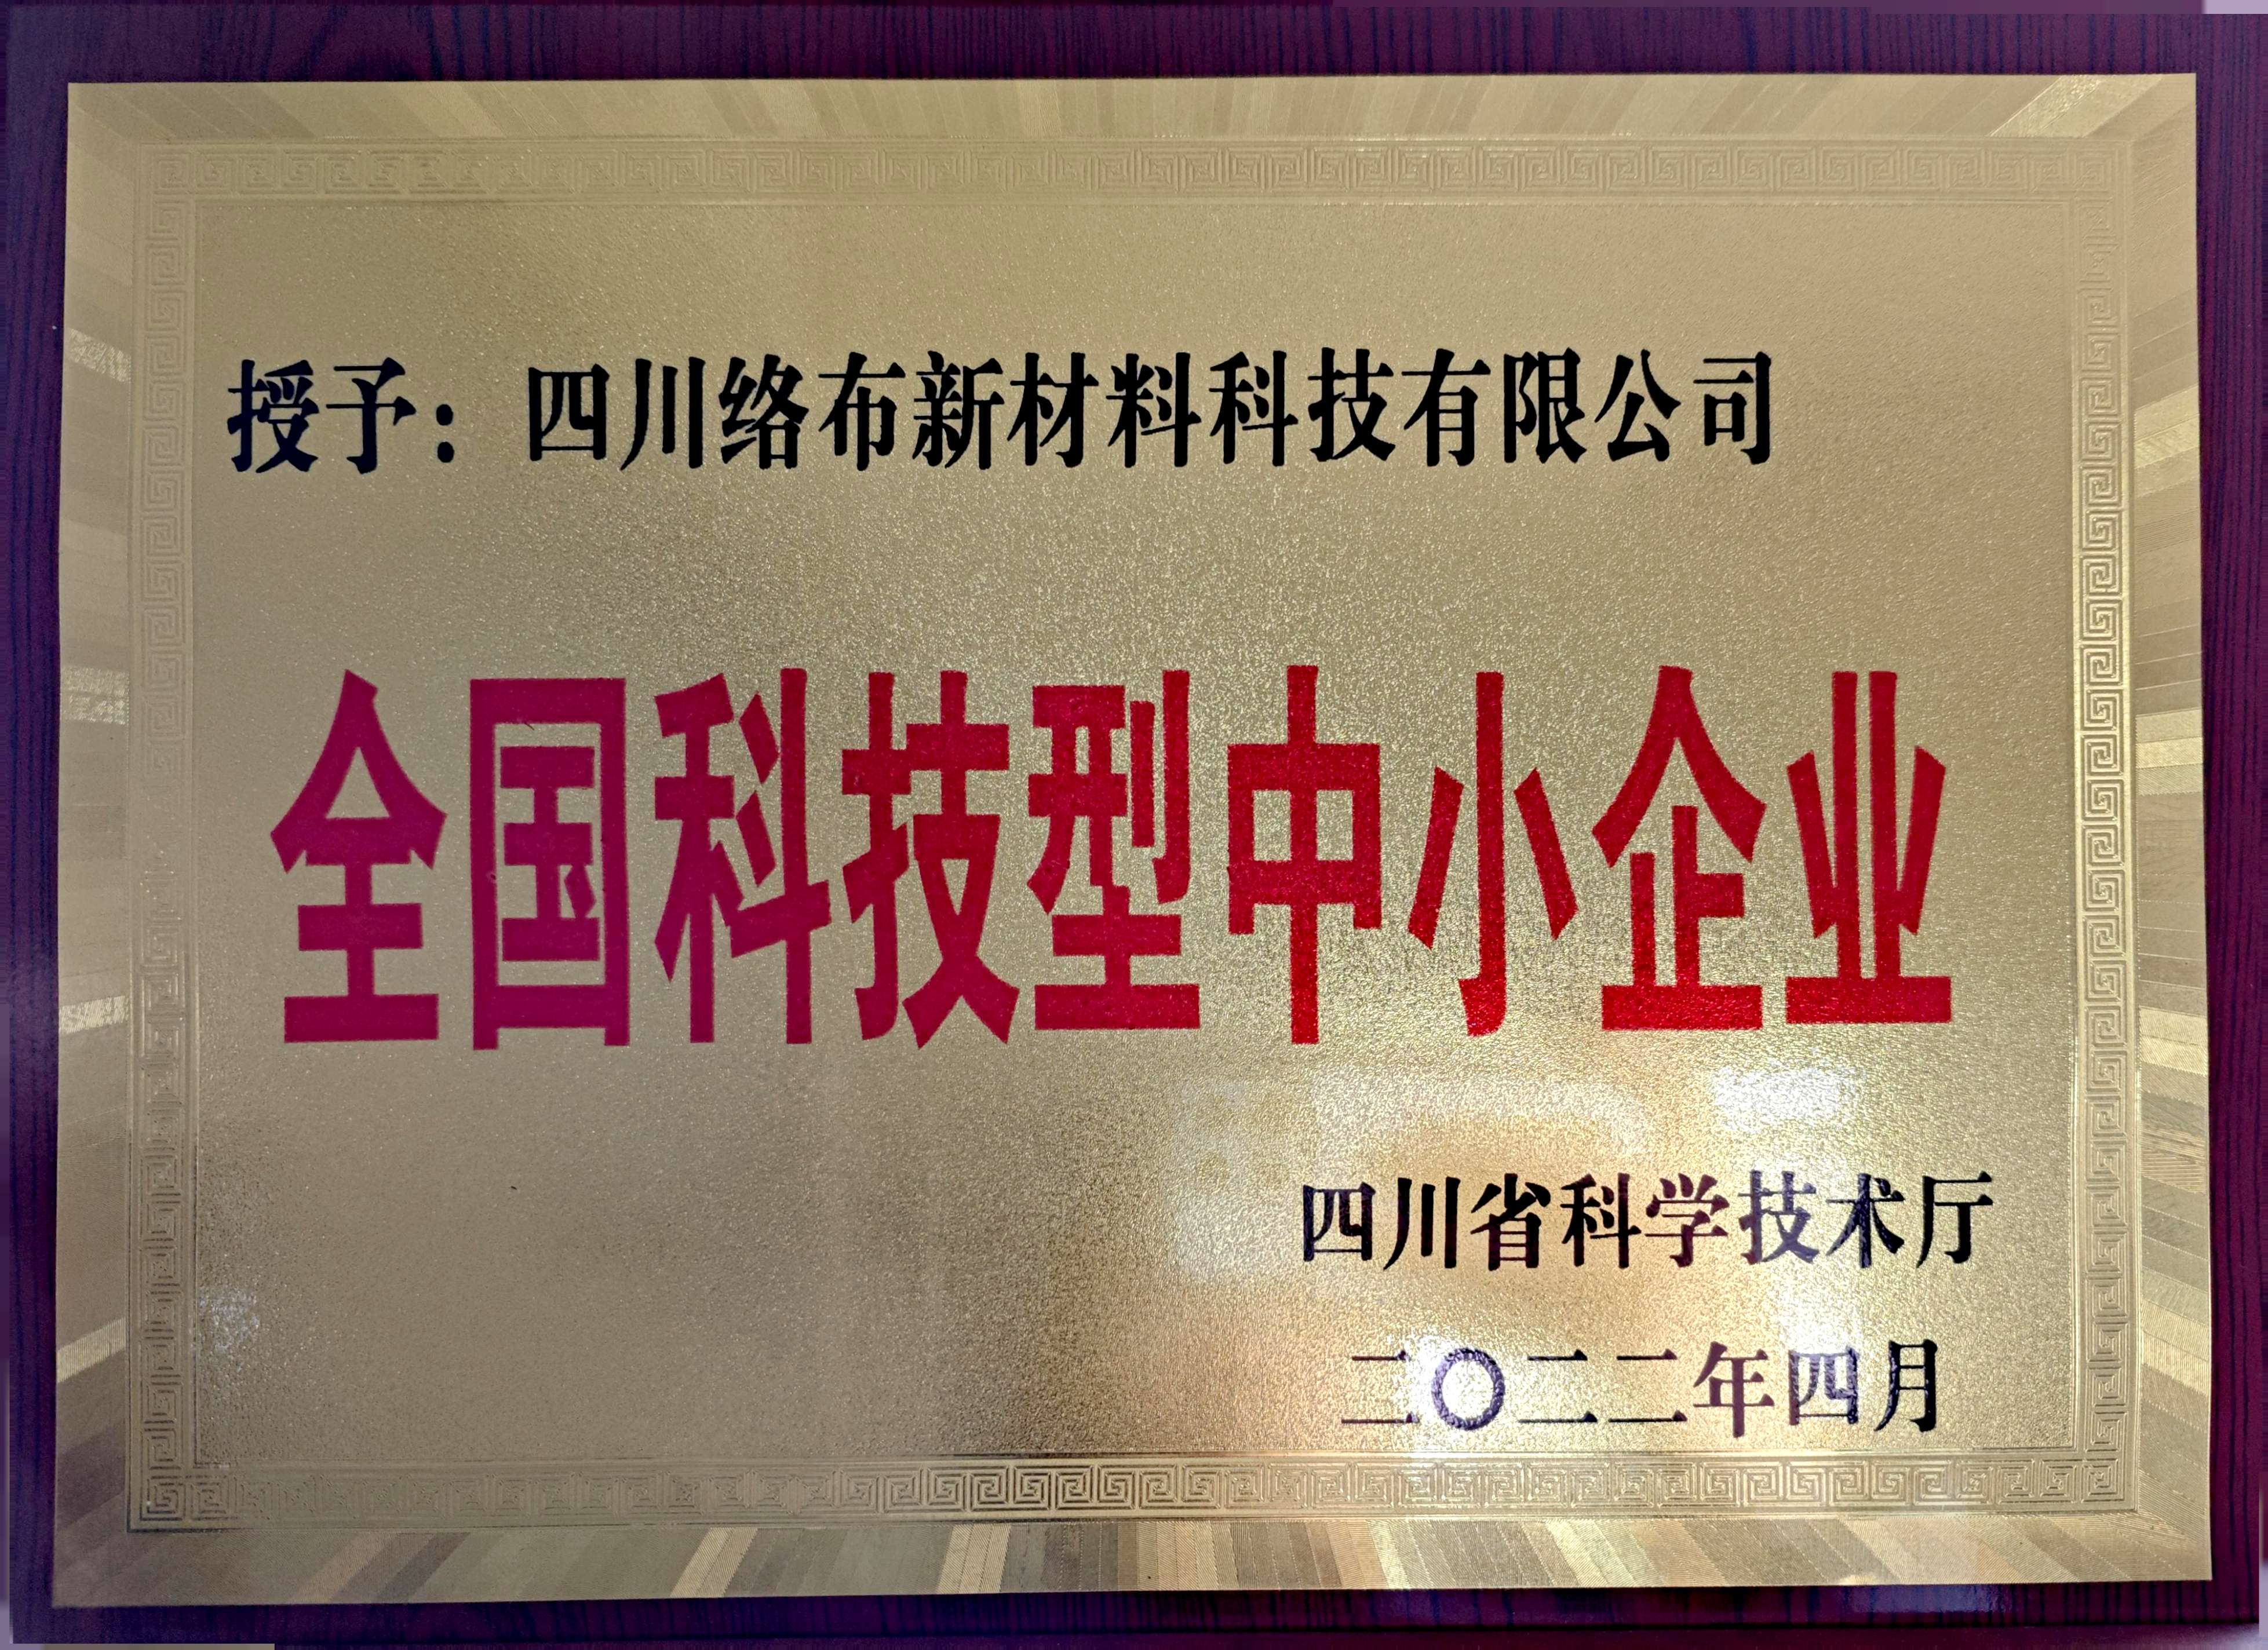 授予：四川络布新材料科技有限公司
全国科技型中小企业
四川省科学技术厅
二〇二二年四月